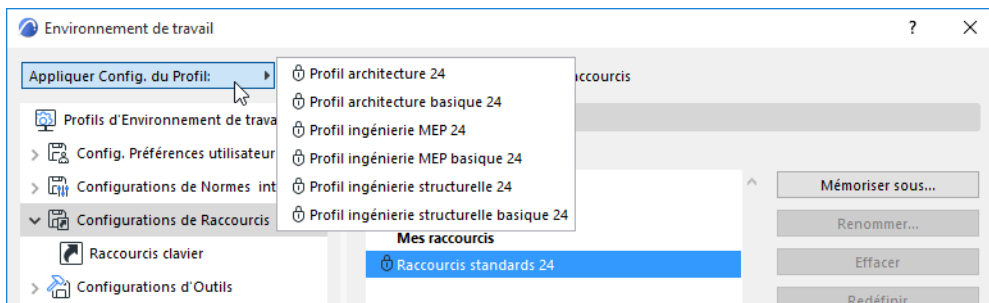 Environnement de travail
?
Appliquer Config. du Profil:
Profil architecture 24
Profil architecture basique 24
Profil ingénierie MEP 24
Profil ingénierie MEP basique 24
Profil ingénierie structurelle 24
Profil ingénierie structurelle basique 24
accourcis
Profils d'Environnement de trava
Config. Préférences utilisateur
Configurations de Normes int
Configurations de Raccourcis
Raccourcis clavier
Configurations d'Outils
Mes raccourcis
Raccourcis standards 24
Mémoriser sous...
Renommer...
Effacer
Redéfinir